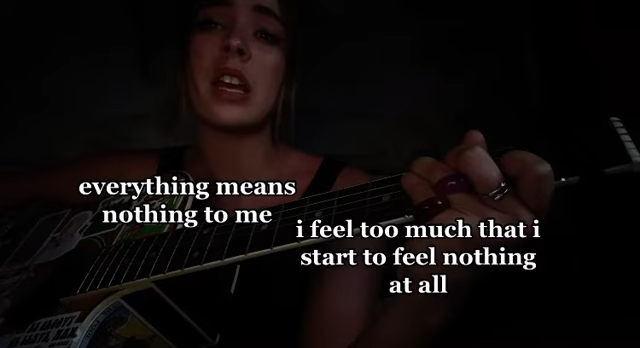 everything means
nothing to me
i feel too much that i
start to feel nothing
at all